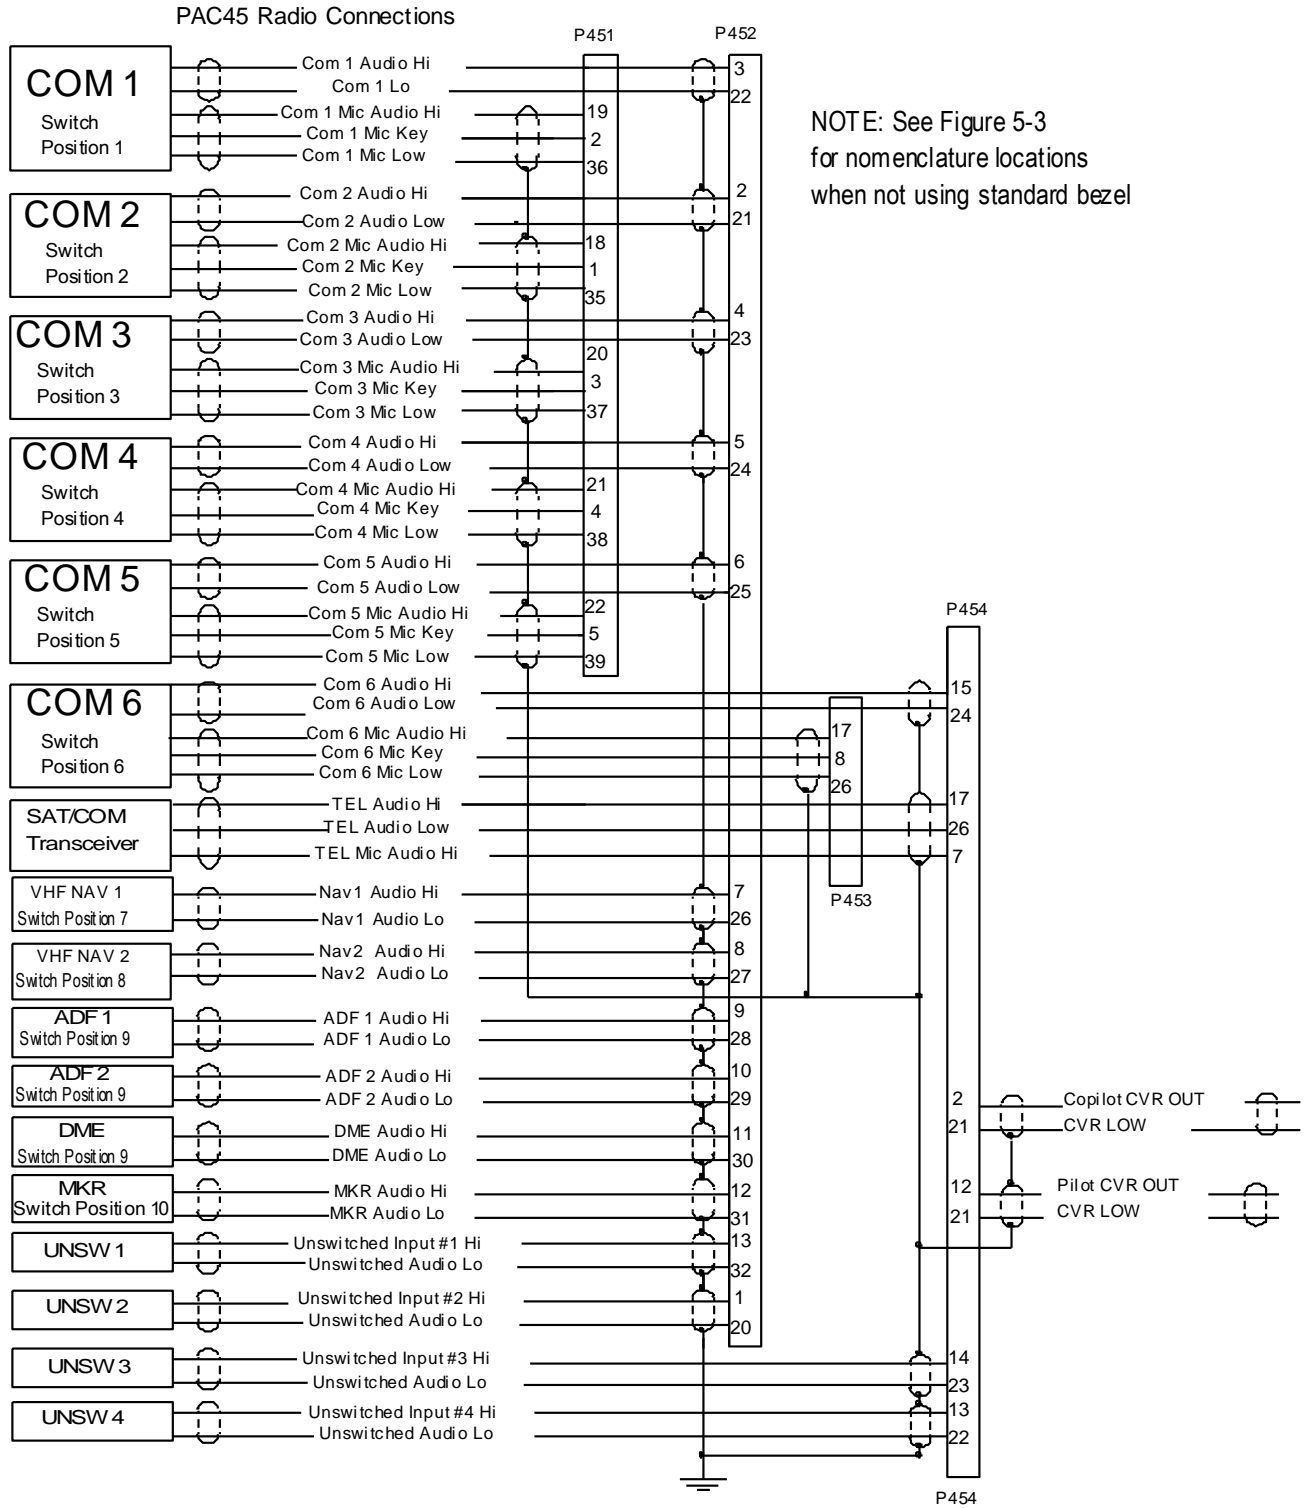 PAC45 Radio Connections
P451
P452
COM 1
Switch
Position 1
Com 1 Audio Hi
Com 1 Lo
Com 1 Mic Audio Hi
Com 1 Mic Key
Com 1 Mic Low
19
2
36
3
22
NOTE: See Figure 5-3
for nomenclature locations
when not using standard bezel
COM 2
Switch
Position 2
Com 2 Audio Hi
Com 2 Audio Low
Com 2 Mic Audio Hi
Com 2 Mic Key
Com 2 Mic Low
18
1
35
2
21
COM 3
Switch
Position 3
Com 3 Audio Hi
Com 3 Audio Low
Com 3 Mic Audio Hi
Com 3 Mic Key
Com 3 Mic Low
20
3
37
4
23
COM 4
Switch
Position 4
Com 4 Audio Hi
Com 4 Audio Low
Com 4 Mic Audio Hi
Com 4 Mic Key
Com 4 Mic Low
21
4
38
5
24
COM 5
Switch
Position 5
Com 5 Audio Hi
Com 5 Audio Low
Com 5 Mic Audio Hi
Com 5 Mic Key
Com 5 Mic Low
22
5
39
6
25
P454
COM 6
Switch
Position 6
Com 6 Audio Hi
Com 6 Audio Low
Com 6 Mic Audio Hi
Com 6 Mic Key
Com 6 Mic Low
17
8
26
15
24
SAT/COM
Transceiver
TEL Audio Hi
TEL Audio Low
TEL Mic Audio Hi
17
26
7
P453
VHF NAV 1
Switch Position 7
Nav1 Audio Hi
Nav1 Audio Lo
7
26
VHF NAV 2
Switch Position 8
Nav2 Audio Hi
Nav2 Audio Lo
8
27
ADF 1
Switch Position 9
ADF 1 Audio Hi
ADF 1 Audio Lo
9
28
ADF 2
Switch Position 9
ADF 2 Audio Hi
ADF 2 Audio Lo
10
29
2
21
Copilot CVR OUT
CVR LOW
DME
Switch Position 9
DME Audio Hi
DME Audio Lo
11
30
MKR
Switch Position 10
MKR Audio Hi
MKR Audio Lo
12
31
12
21
Pilot CVR OUT
CVR LOW
UNSW 1
Unswitched Input #1 Hi
Unswitched Audio Lo
13
32
UNSW 2
Unswitched Input #2 Hi
Unswitched Audio Lo
1
20
UNSW 3
Unswitched Input #3 Hi
Unswitched Audio Lo
14
23
UNSW 4
Unswitched Input #4 Hi
Unswitched Audio Lo
13
22
P454